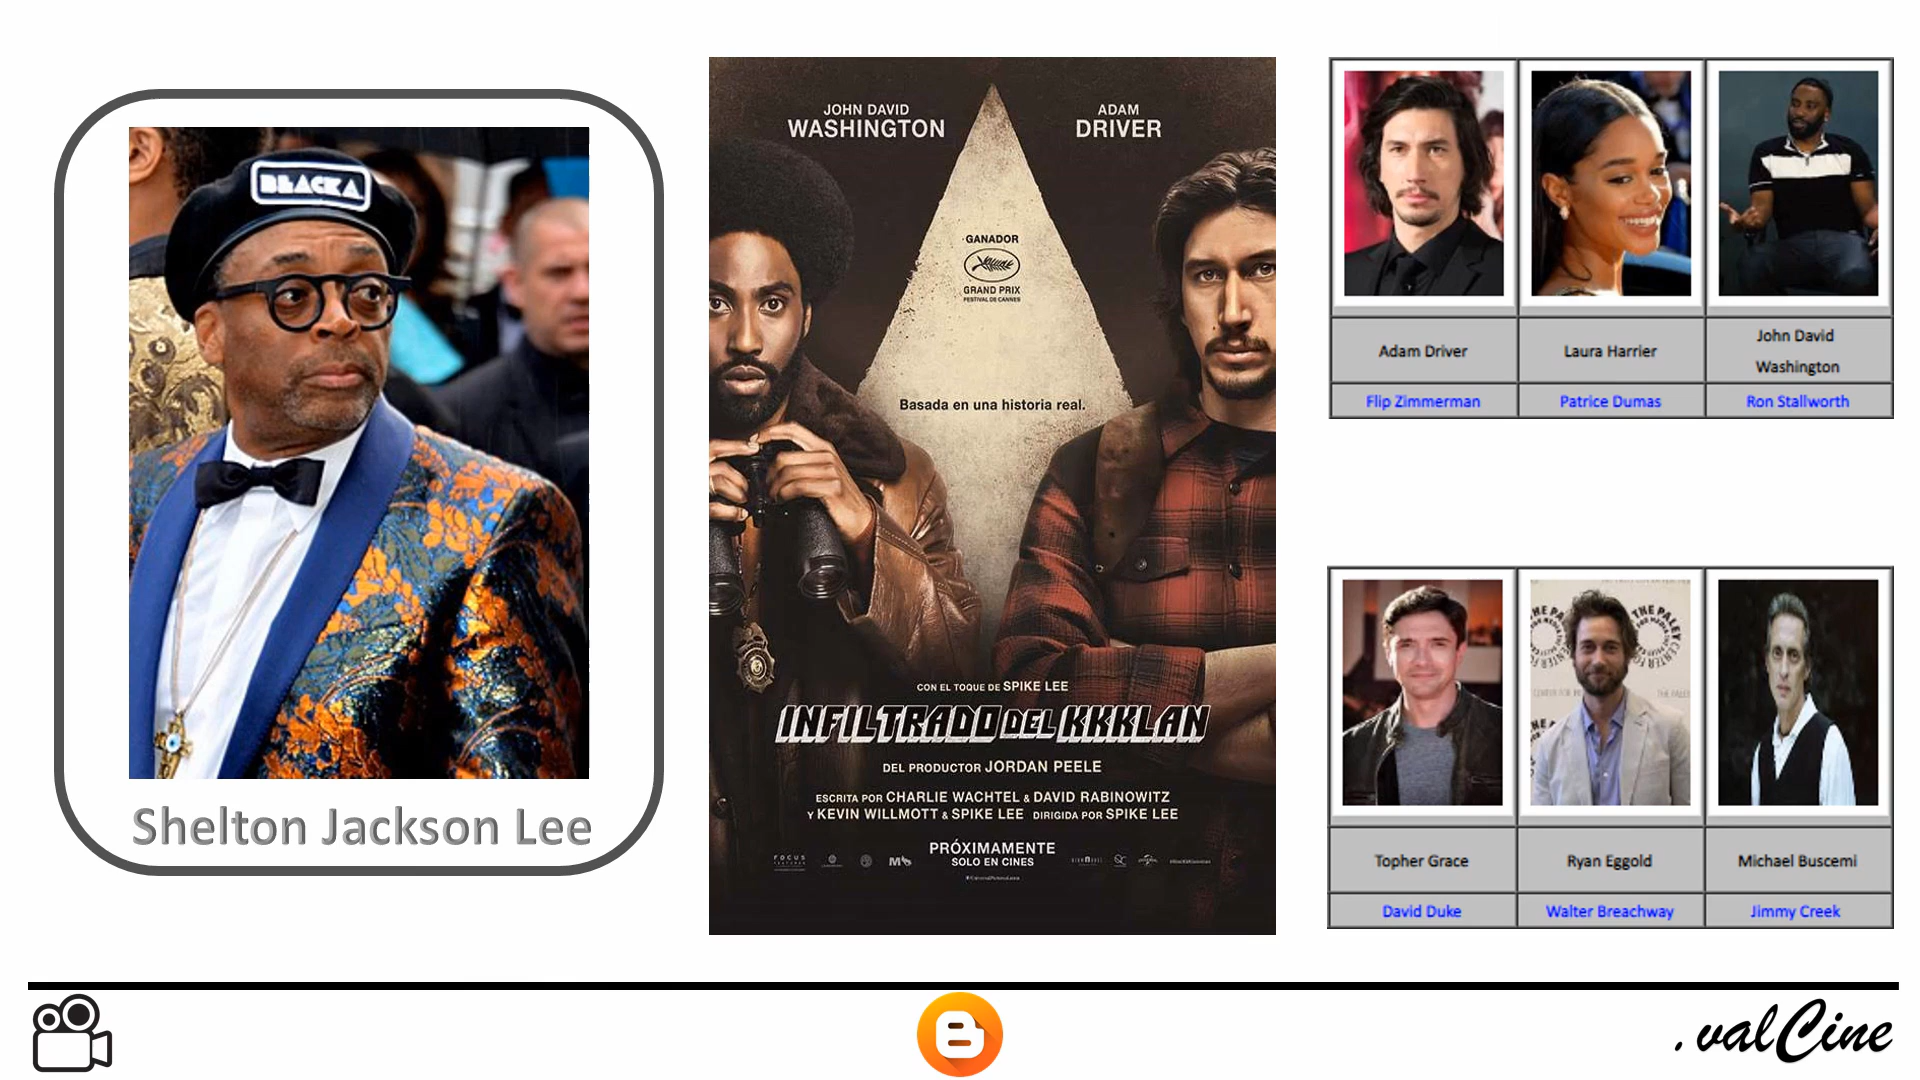 BLACKA
Shelton Jackson Lee
JOHN DAVID
WASHINGTON
ADAM
DRIVER
GANADOR
GRAND PRIX
FESTIVAL DE CANNES
Basada en una historia real.
CON EL TOQUE DE SPIKE LEE
INFILTRADO DEL KKKLAN
DEL PRODUCTOR JORDAN PEELE
ESCRITA POR CHARLIE WACHTEL & DAVID RABINOWITZ
Y KEVIN WILLMOTT & SPIKE LEE DIRIGIDA POR SPIKE LEE
PRÓXIMAMENTE
SOLO EN CINES
FOCUS
Adam Driver
Laura Harrier
John David
Washington
Flip Zimmerman
Patrice Dumas
Ron Stallworth
THE PALEY
Topher Grace
Ryan Eggold
Michael Buscemi
David Duke
Walter Breachway
Jimmy Creek
.valCine